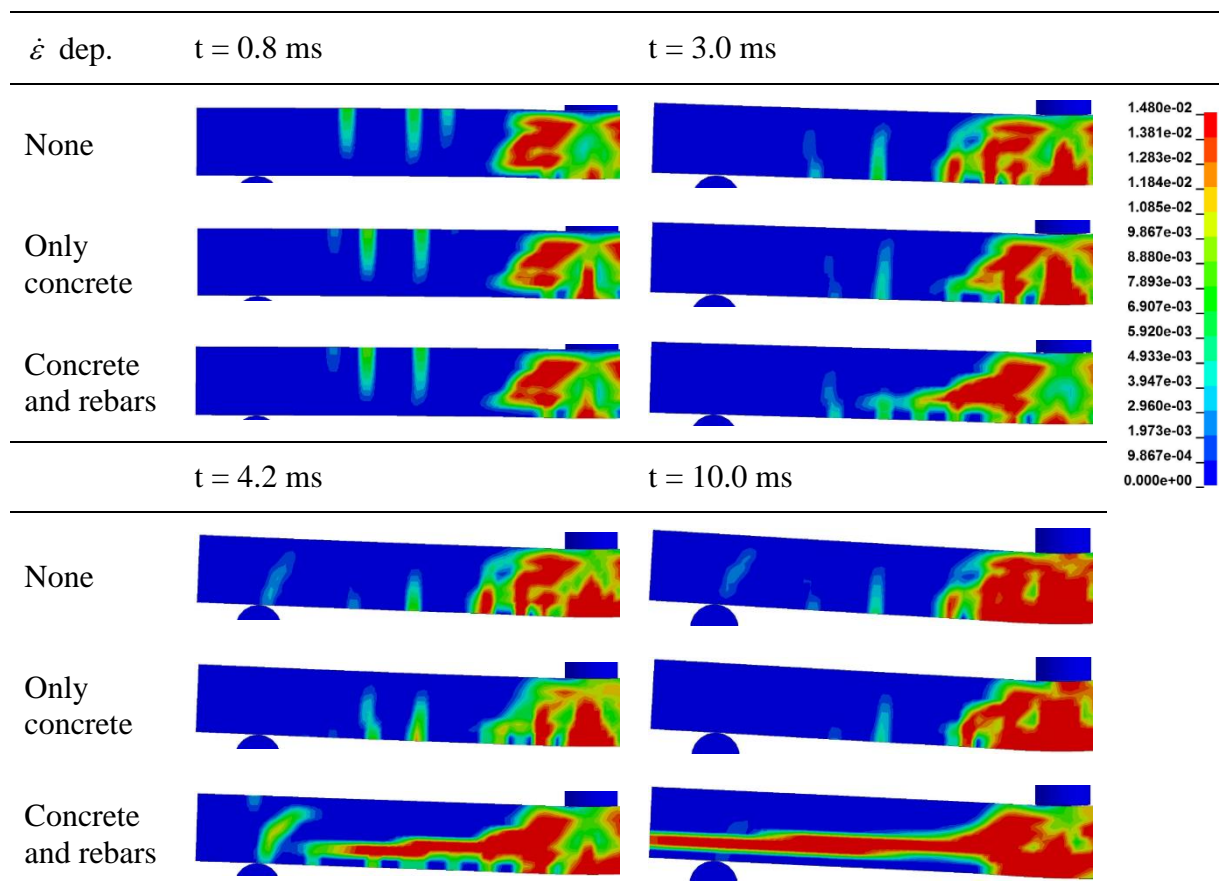 ε̇ dep. t = 0.8 ms t = 3.0 ms
None
Only
concrete
Concrete
and rebars
1.480e-02
1.381e-02
1.283e-02
1.184e-02
1.085e-02
9.867e-03
8.880e-03
7.893e-03
6.907e-03
5.920e-03
4.933e-03
3.947e-03
2.960e-03
1.973e-03
9.867e-04
0.000e+00
t = 4.2 ms t = 10.0 ms
None
Only
concrete
Concrete
and rebars